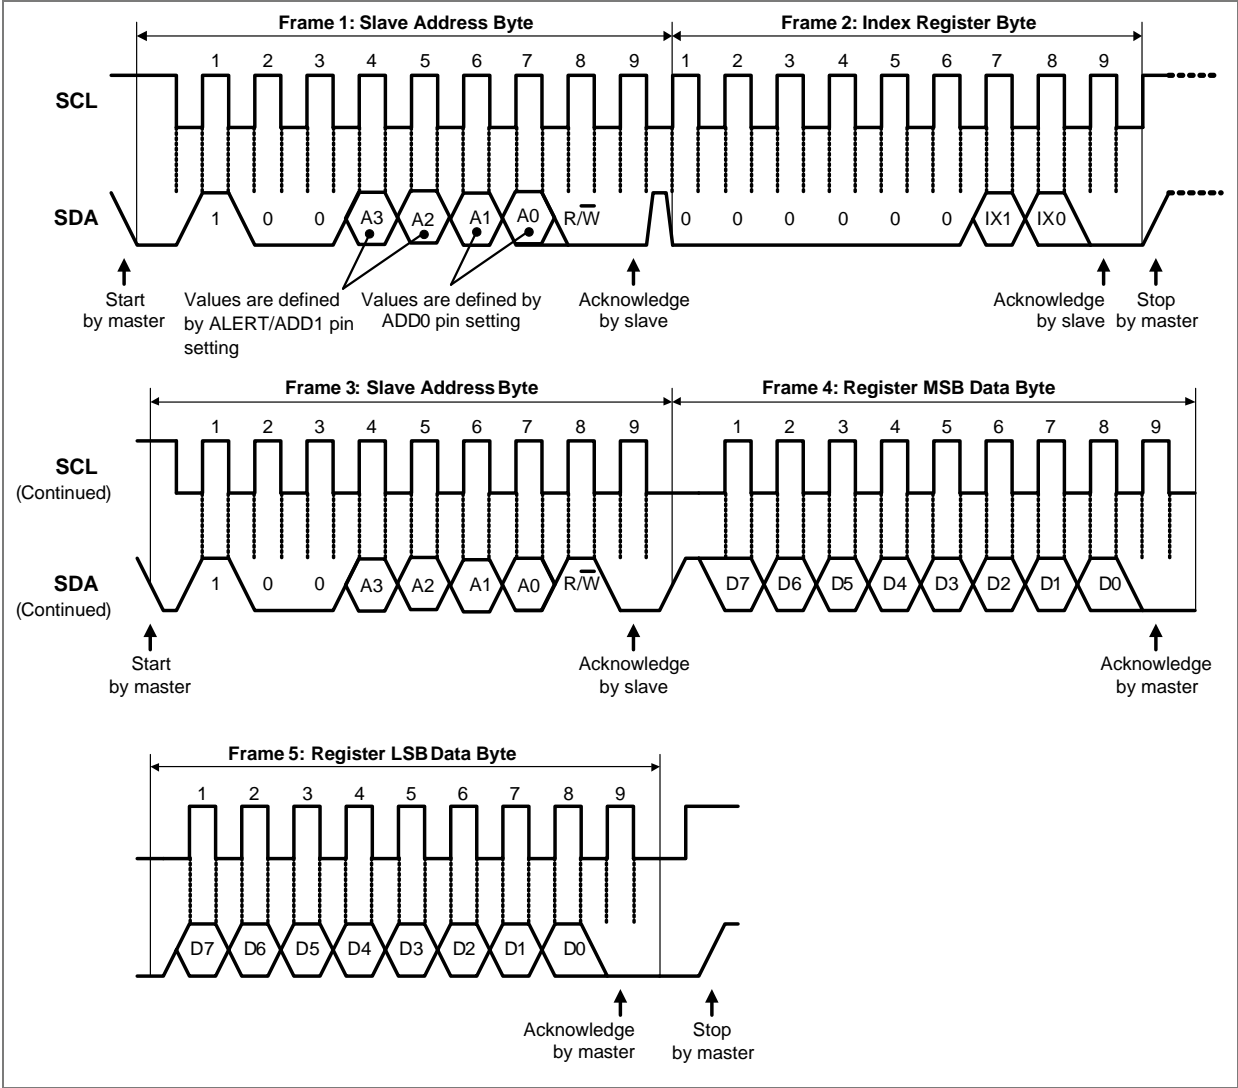 Frame 1: Slave Address Byte Frame 2: Index Register Byte
1 2 3 4 5 6 7 8 9 1 2 3 4 5 6 7 8 9
SCL
SDA 1 0 0 A3 A2 A1 A0 R/W̅ 0 0 0 0 0 0 IX1 IX0
Start Values are defined Values are defined by Acknowledge Acknowledge Stop
by master by ALERT/ADD1 pin ADD0 pin setting by slave by slave by master
setting
Frame 3: Slave Address Byte Frame 4: Register MSB Data Byte
1 2 3 4 5 6 7 8 9 1 2 3 4 5 6 7 8 9
SCL
(Continued)
SDA 1 0 0 A3 A2 A1 A0 R/W̅ D7 D6 D5 D4 D3 D2 D1 D0
(Continued)
Start Acknowledge Acknowledge
by master by slave by master
Frame 5: Register LSB Data Byte
1 2 3 4 5 6 7 8 9
D7 D6 D5 D4 D3 D2 D1 D0
Acknowledge Stop
by master by master